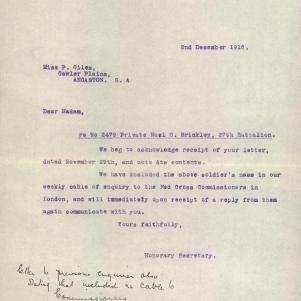 2nd December 1918.
Miss P. Giles,
Gawler Plains,
ANGASTON. S. A
Dear Madam,
re No 2479 Private Noel C. Brinkley, 27th Battalion.
We beg to acknowledge receipt of your letter,
dated November 29th, and note its contents.
We have included the above soldier's name in our
weekly cable of enquiry to the Red Cross Commissioners in
London, and will immediately upon receipt of a reply from them
again communicate with you.
Yours faithfully,
Honorary Secretary.
to previous enquirer also
stating that included in cable to
Commissioners